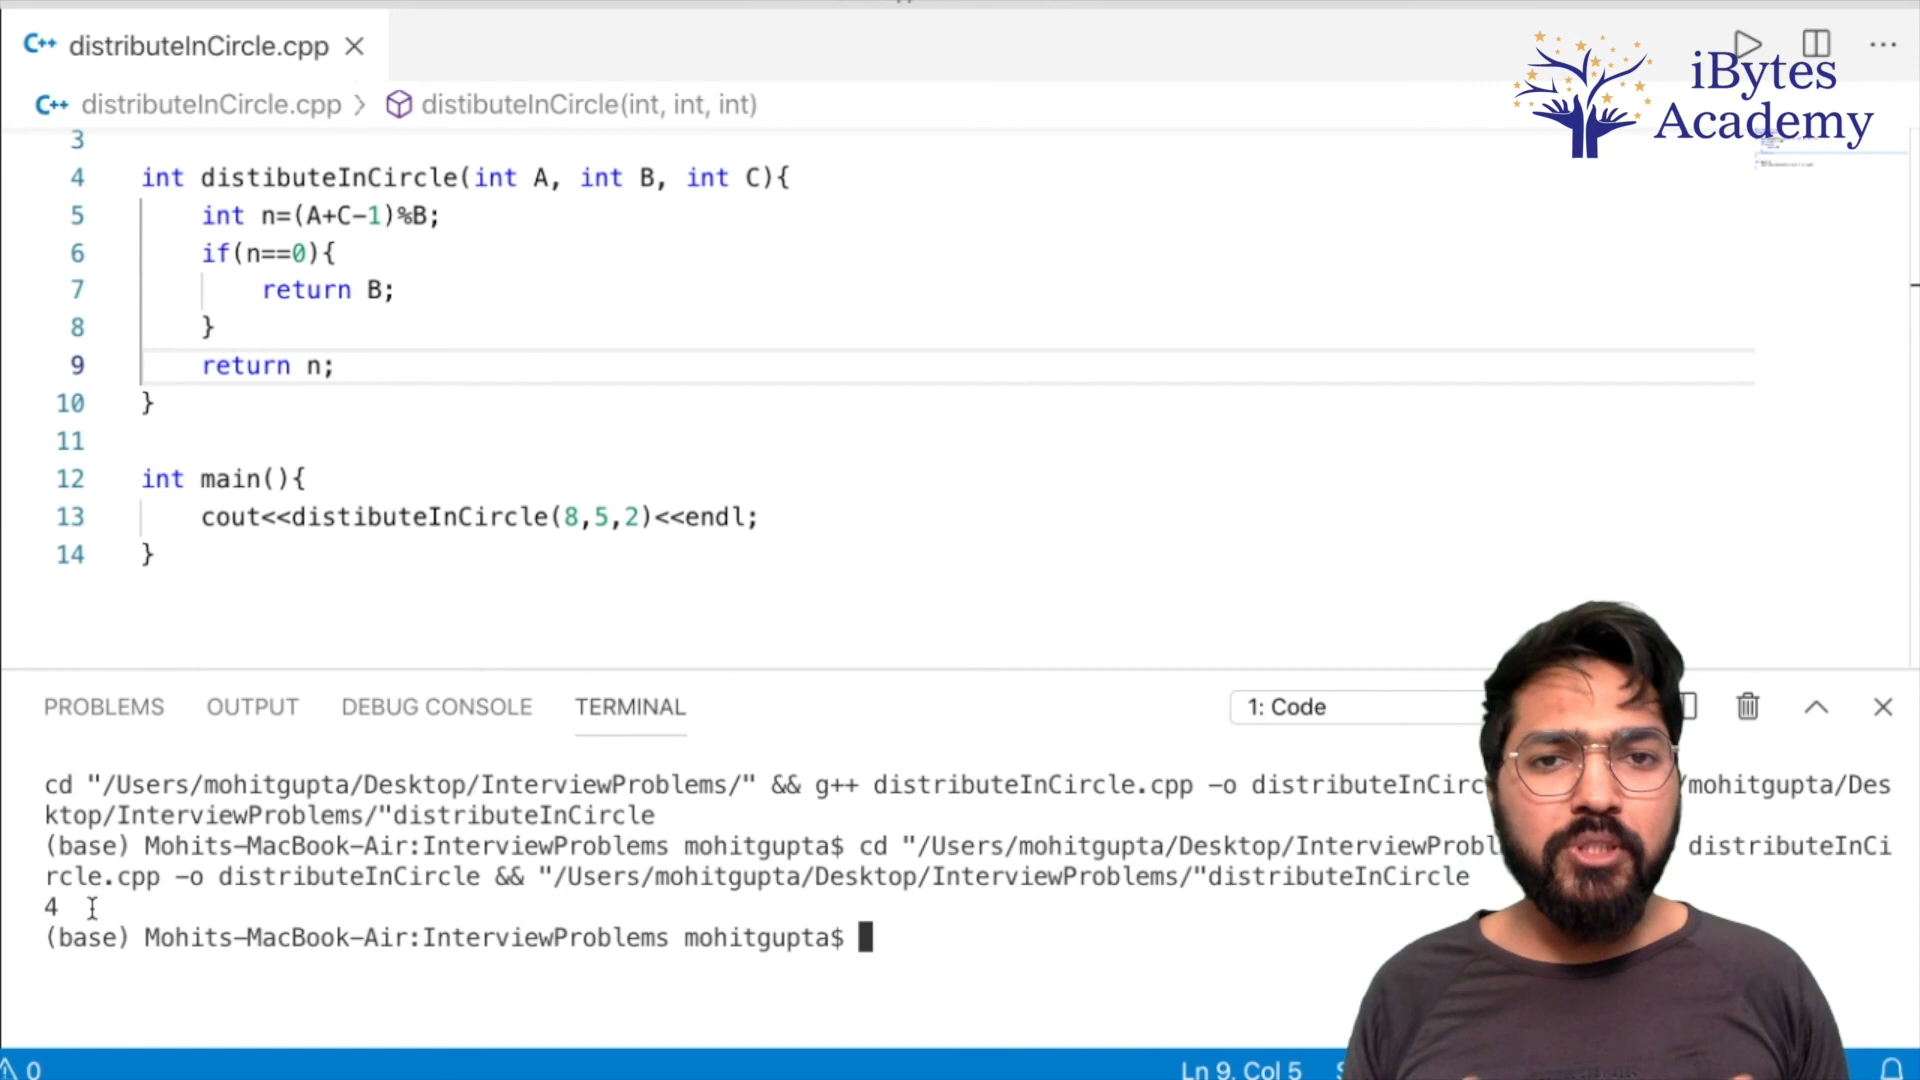 distributeInCircle.cpp
iBytes
Academy
distributeInCircle.cpp > distibuteInCircle(int, int, int)
3
4 int distibuteInCircle(int A, int B, int C){
5 int n=(A+C-1)%B;
6 if(n==0){
7 return B;
8 }
9 return n;
10 }
11
12 int main(){
13 cout<<distibuteInCircle(8,5,2)<<endl;
14 }
PROBLEMS OUTPUT DEBUG CONSOLE TERMINAL 1: Code
cd "/Users/mohitgupta/Desktop/InterviewProblems/" && g++ distributeInCircle.cpp -o distributeInCirc /mohitgupta/Des
ktop/InterviewProblems/"distributeInCircle
(base) Mohits-MacBook-Air:InterviewProblems mohitgupta$ cd "/Users/mohitgupta/Desktop/InterviewProbl distributeInCi
rcle.cpp -o distributeInCircle && "/Users/mohitgupta/Desktop/InterviewProblems/"distributeInCircle
4
(base) Mohits-MacBook-Air:InterviewProblems mohitgupta$
0 Ln 9, Col 5